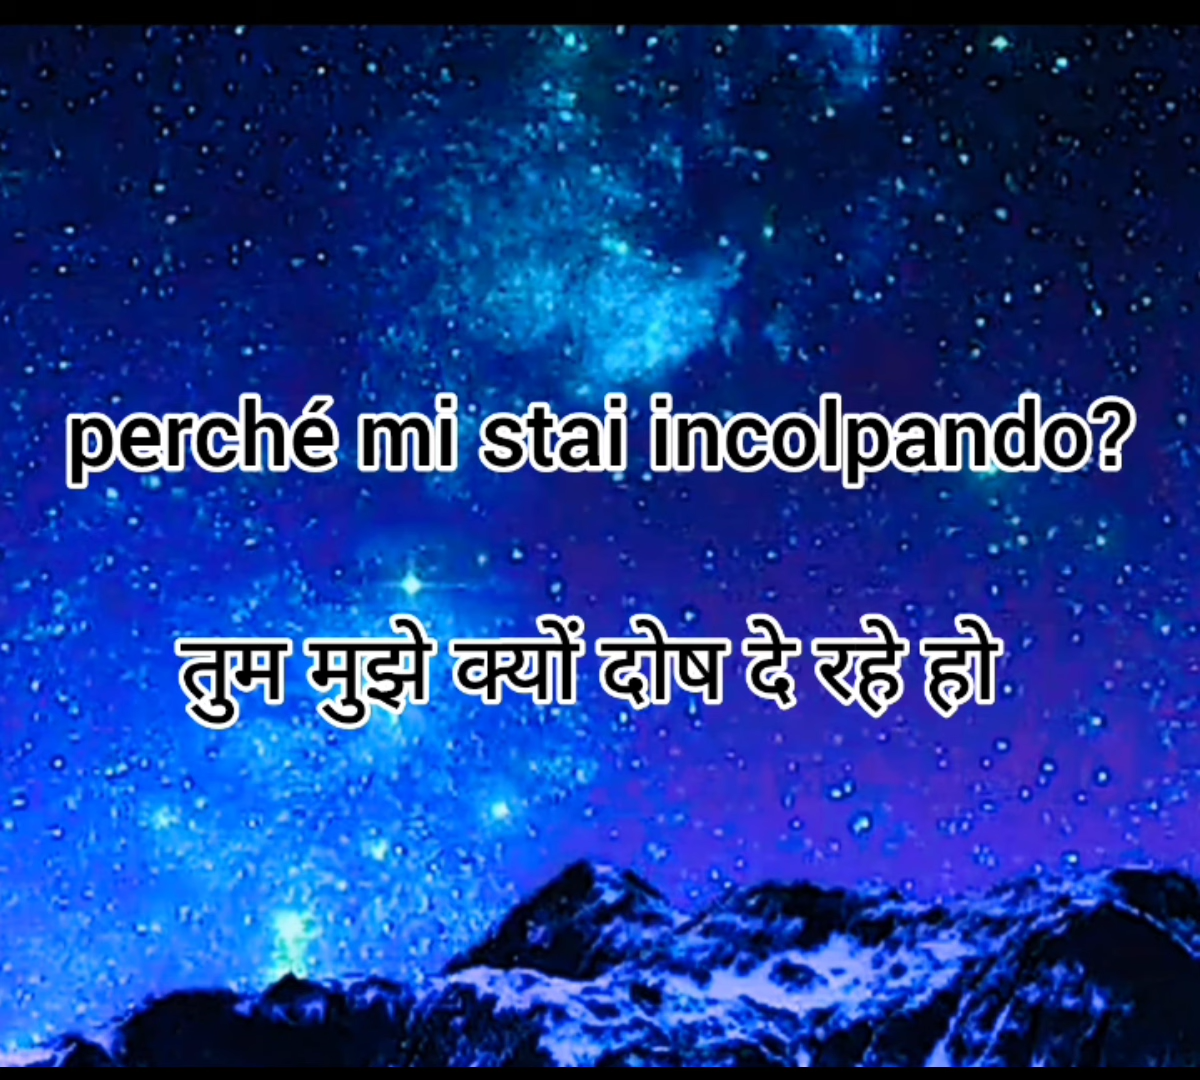 perché mi stai incolpando?
तुम मुझे क्यों दोष दे रहे हो